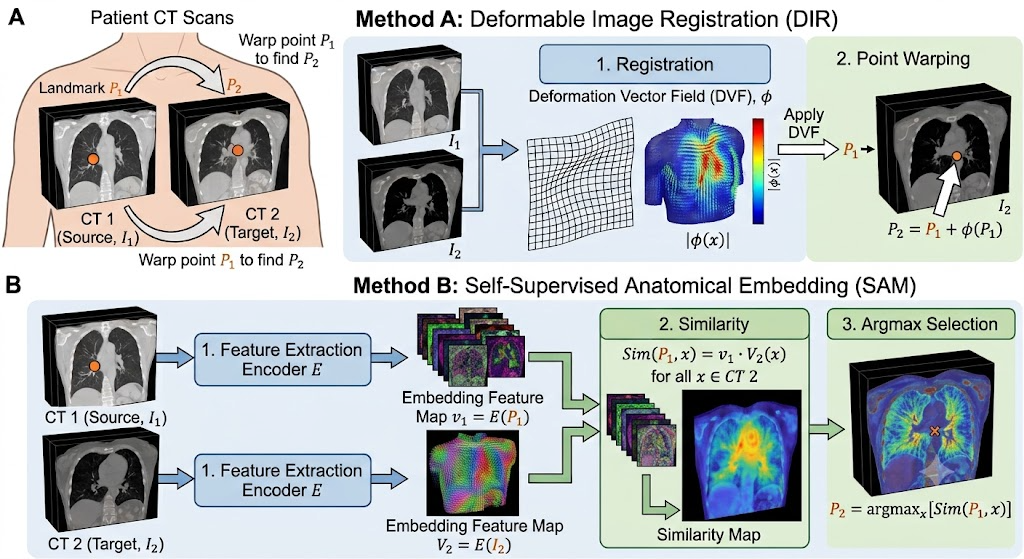 A
Patient CT Scans
Warp point P₁
to find P₂
Landmark P₁
P₂
CT 1
(Source, I₁)
CT 2
(Target, I₂)
Warp point P₁ to find P₂
Method A: Deformable Image Registration (DIR)
I₁
I₂
1. Registration
Deformation Vector Field (DVF), ϕ
|ϕ(x)|
|ϕ(x)|
Apply
DVF
2. Point Warping
P₁
I₂
P₂ = P₁ + ϕ(P₁)
B
Method B: Self-Supervised Anatomical Embedding (SAM)
CT 1 (Source, I₁)
1. Feature Extraction
Encoder E
Embedding Feature
Map v₁ = E(P₁)
CT 2 (Target, I₂)
1. Feature Extraction
Encoder E
Embedding Feature Map
V₂ = E(I₂)
2. Similarity
Sim(P₁, x) = v₁ · V₂(x)
for all x ∈ CT 2
Similarity Map
3. Argmax Selection
P₂ = argmaxₓ[Sim(P₁, x)]